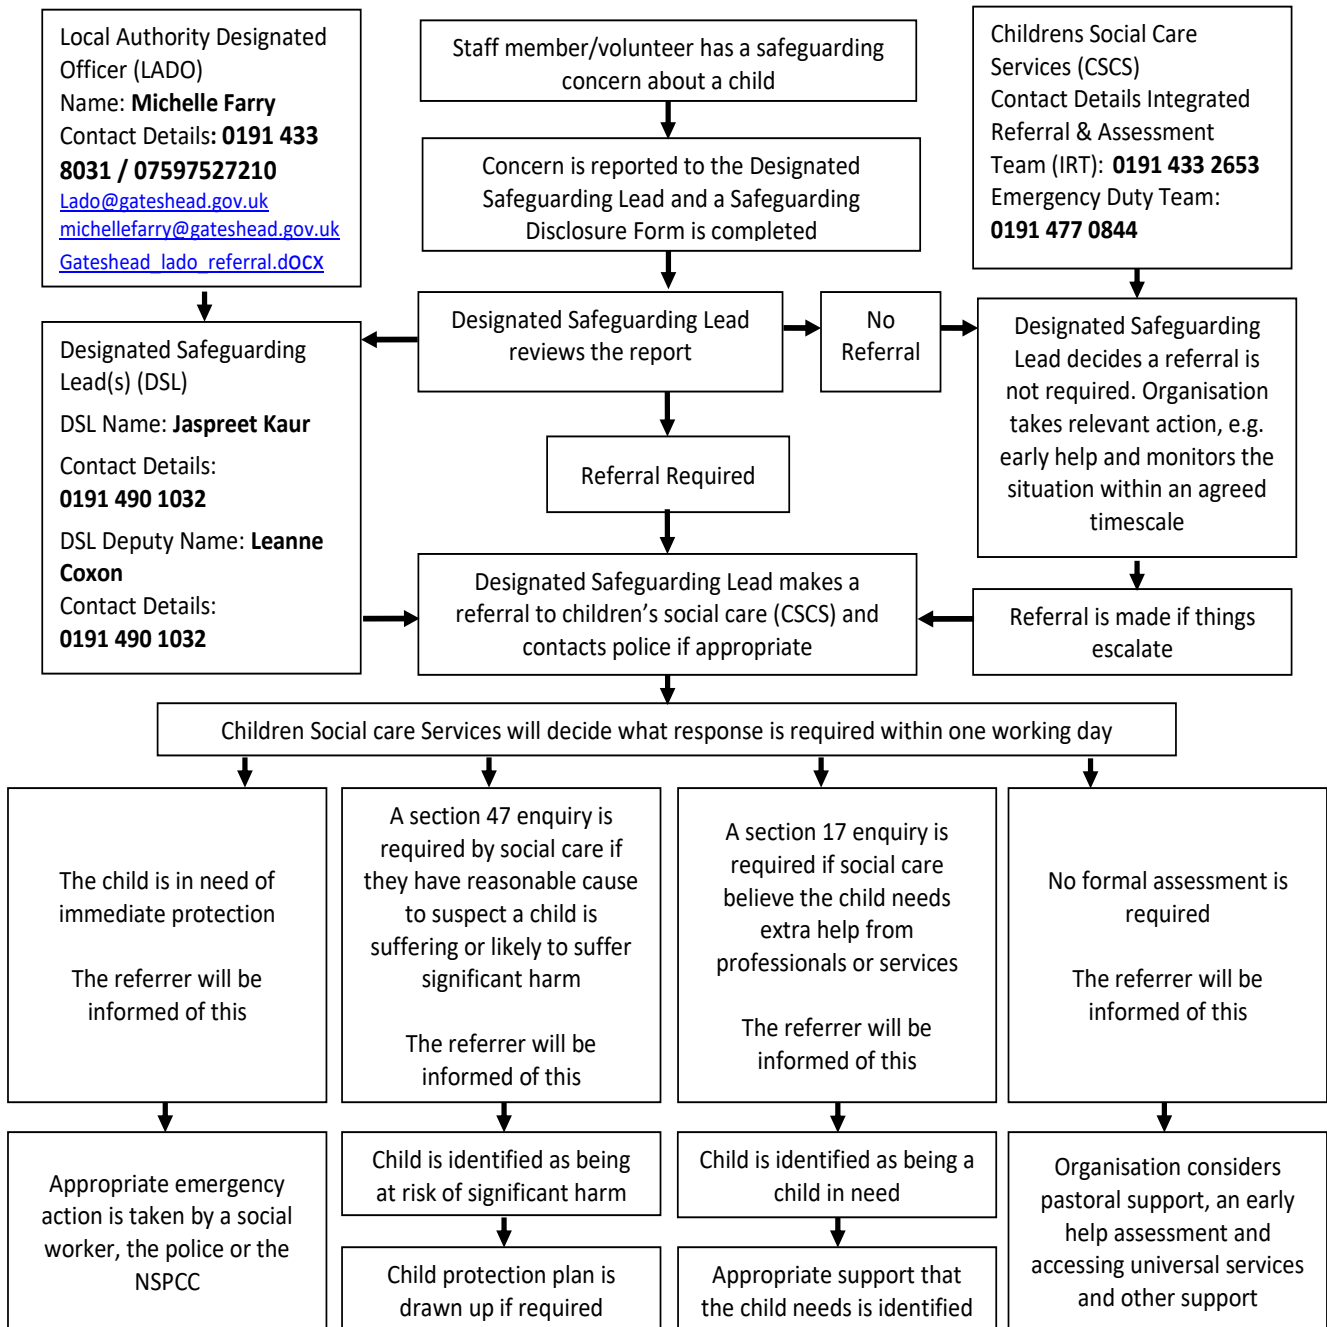 Local Authority Designated
Officer (LADO)
Name: Michelle Farry
Contact Details: 0191 433
8031 / 07597527210
Lado@gateshead.gov.uk
michellefarry@gateshead.gov.uk
Gateshead_lado_referral.docx
Staff member/volunteer has a safeguarding
concern about a child
Childrens Social Care
Services (CSCS)
Contact Details Integrated
Referral & Assessment
Team (IRT): 0191 433 2653
Emergency Duty Team:
0191 477 0844
Concern is reported to the Designated
Safeguarding Lead and a Safeguarding
Disclosure Form is completed
Designated Safeguarding
Lead(s) (DSL)
DSL Name: Jaspreet Kaur
Contact Details:
0191 490 1032
DSL Deputy Name: Leanne
Coxon
Contact Details:
0191 490 1032
Designated Safeguarding Lead
reviews the report
No
Referral
Designated Safeguarding
Lead decides a referral is
not required. Organisation
takes relevant action, e.g.
early help and monitors the
situation within an agreed
timescale
Referral Required
Designated Safeguarding Lead makes a
referral to children’s social care (CSCS) and
contacts police if appropriate
Referral is made if things
escalate
Children Social care Services will decide what response is required within one working day
The child is in need of
immediate protection
The referrer will be
informed of this
A section 47 enquiry is
required by social care if
they have reasonable cause
to suspect a child is
suffering or likely to suffer
significant harm
The referrer will be
informed of this
A section 17 enquiry is
required if social care
believe the child needs
extra help from
professionals or services
The referrer will be
informed of this
No formal assessment is
required
The referrer will be
informed of this
Appropriate emergency
action is taken by a social
worker, the police or the
NSPCC
Child is identified as being
at risk of significant harm
Child protection plan is
drawn up if required
Child is identified as being a
child in need
Appropriate support that
the child needs is identified
Organisation considers
pastoral support, an early
help assessment and
accessing universal services
and other support